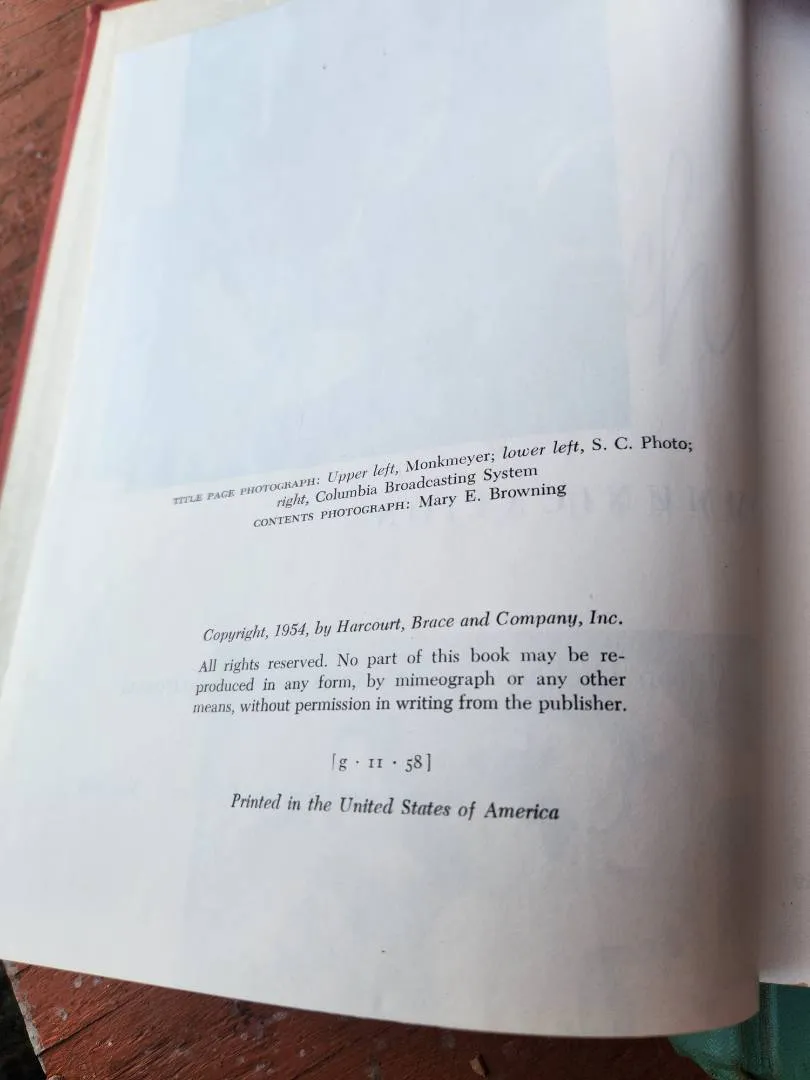 TITLE PAGE PHOTOGRAPH: Upper left, Monkmeyer; lower left, S. C. Photo;
right, Columbia Broadcasting System
CONTENTS PHOTOGRAPH: Mary E. Browning
Copyright, 1954, by Harcourt, Brace and Company, Inc.
All rights reserved. No part of this book may be re-
produced in any form, by mimeograph or any other
means, without permission in writing from the publisher.
[g · 11 · 58]
Printed in the United States of America